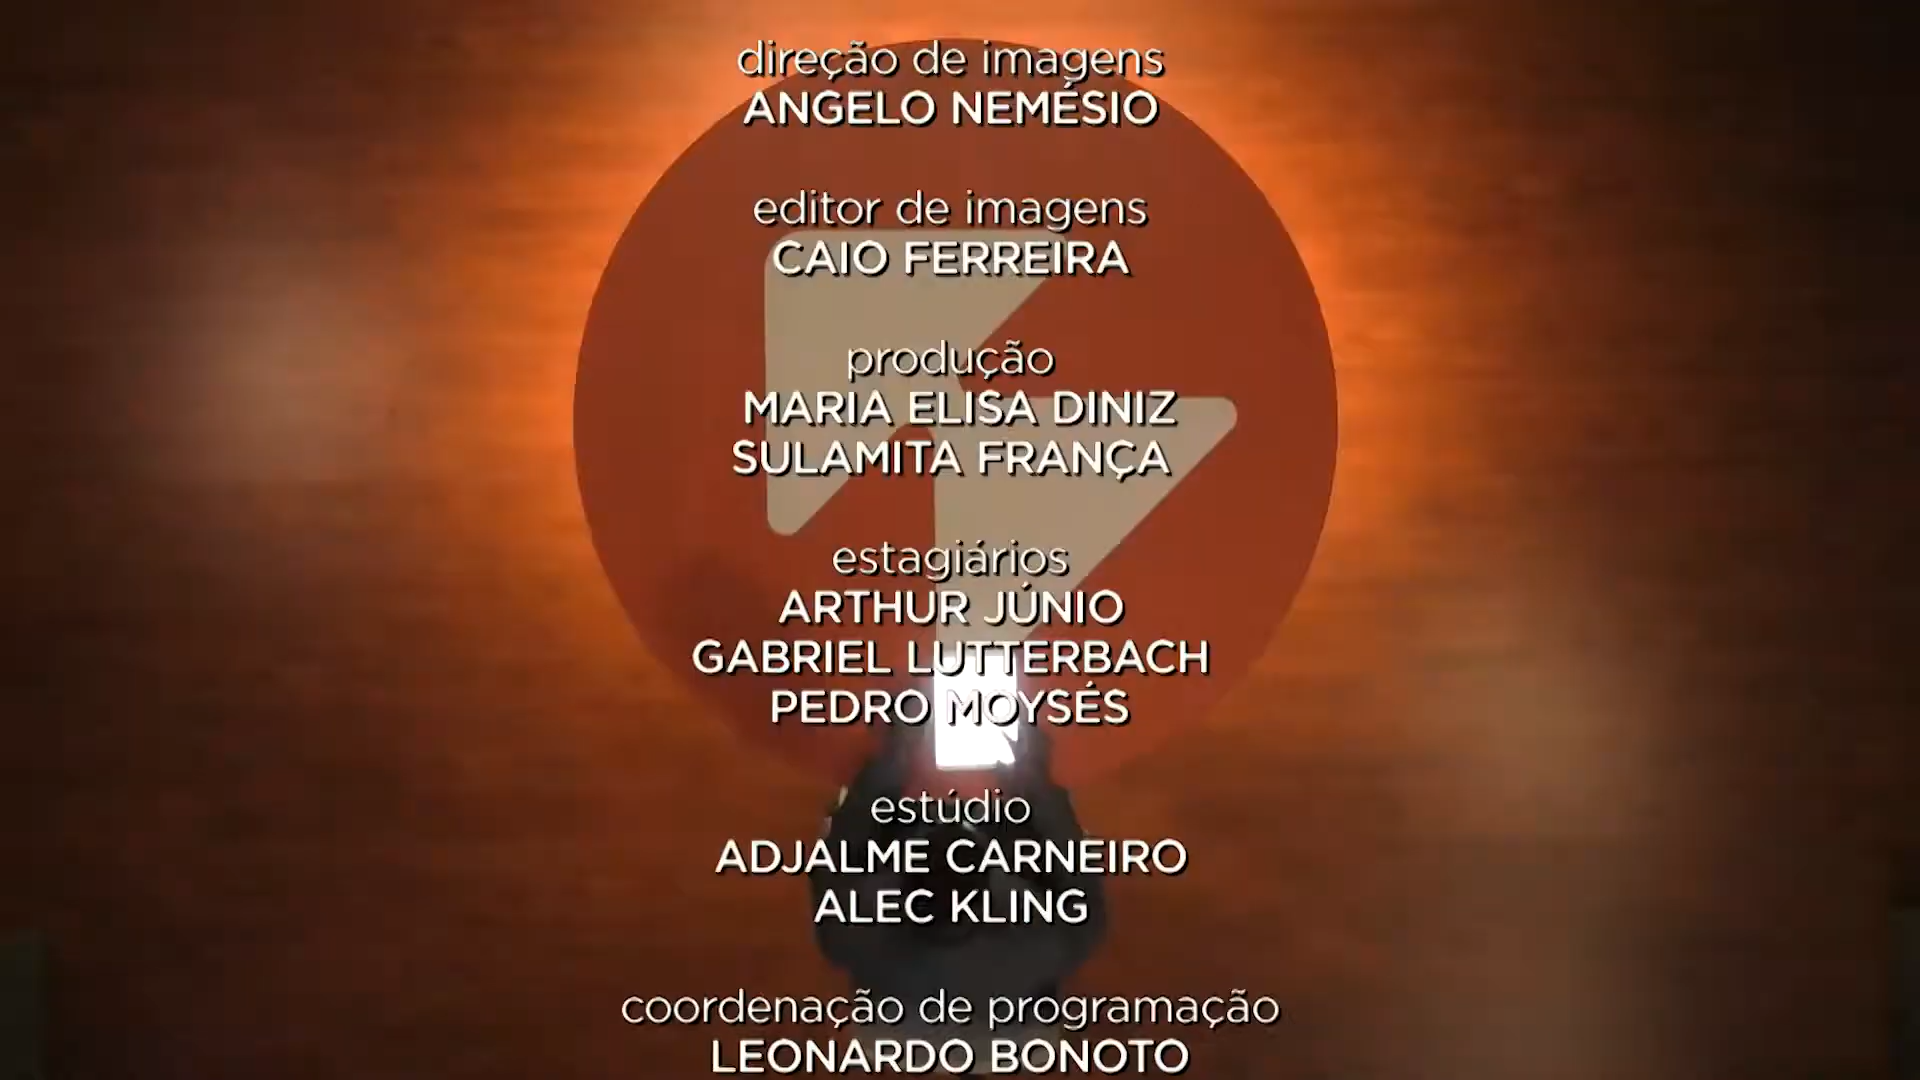 direção de imagens
ANGELO NEMÉSIO
editor de imagens
CAIO FERREIRA
produção
MARIA ELISA DINIZ
SULAMITA FRANÇA
estagiários
ARTHUR JÚNIO
GABRIEL LUTTERBACH
PEDRO MOYSÉS
estúdio
ADJALME CARNEIRO
ALEC KLING
coordenação de programação
LEONARDO BONOTO